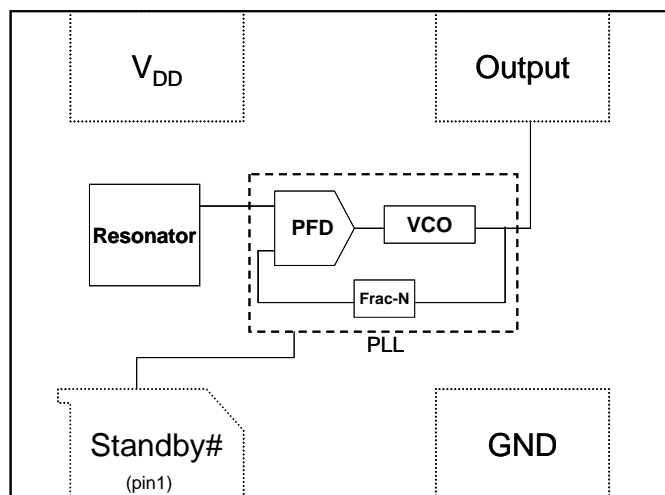 VDD
Output
Resonator
PFD
VCO
Frac-N
PLL
Standby#
(pin1)
GND